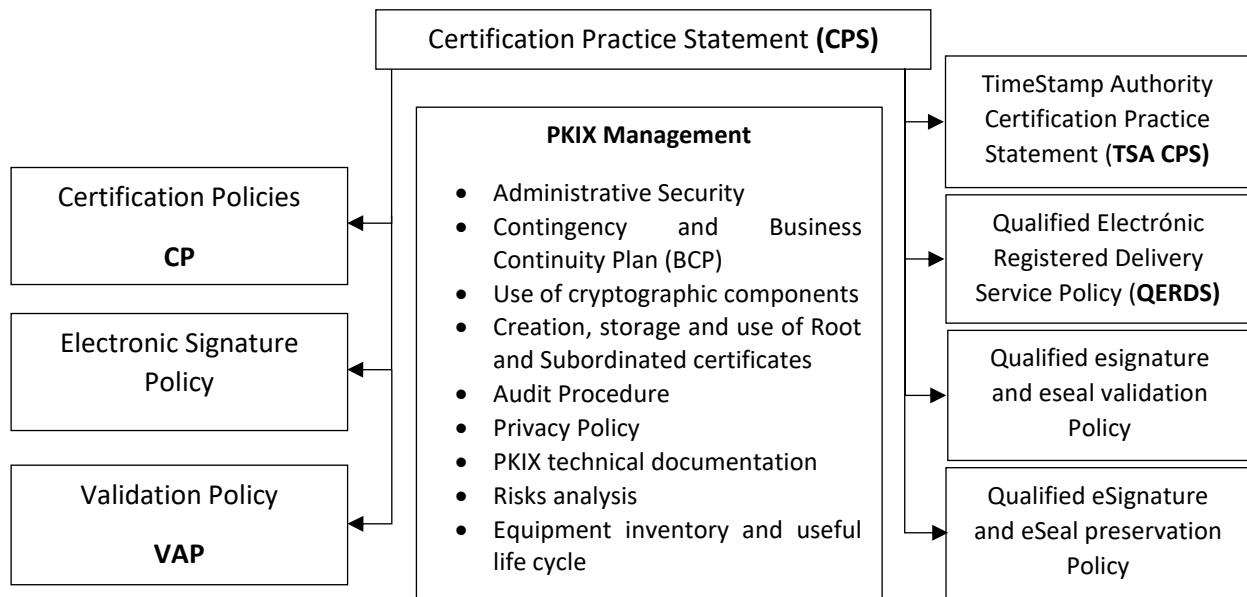 Certification Practice Statement (CPS)
Certification Policies
CP
Electronic Signature
Policy
Validation Policy
VAP
PKIX Management
• Administrative Security
• Contingency and Business
Continuity Plan (BCP)
• Use of cryptographic components
• Creation, storage and use of Root
and Subordinated certificates
• Audit Procedure
• Privacy Policy
• PKIX technical documentation
• Risks analysis
• Equipment inventory and useful
life cycle
TimeStamp Authority
Certification Practice
Statement (TSA CPS)
Qualified Electrónic
Registered Delivery
Service Policy (QERDS)
Qualified esignature
and eseal validation
Policy
Qualified eSignature
and eSeal preservation
Policy